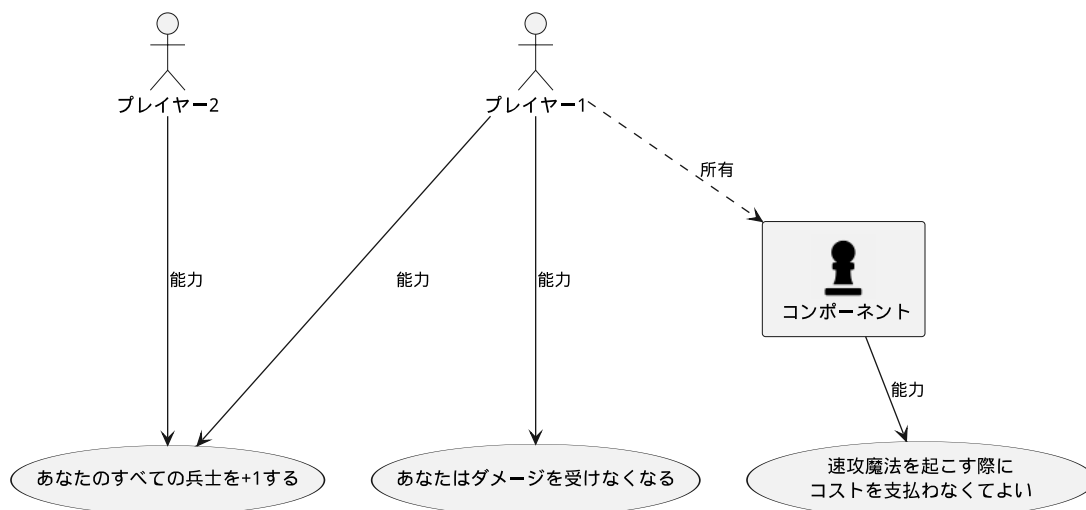 プレイヤー2
プレイヤー1
所有
能力
能力
能力
コンポーネント
能力
あなたのすべての兵士を+1する
あなたはダメージを受けなくなる
速攻魔法を起こす際に
コストを支払わなくてよい